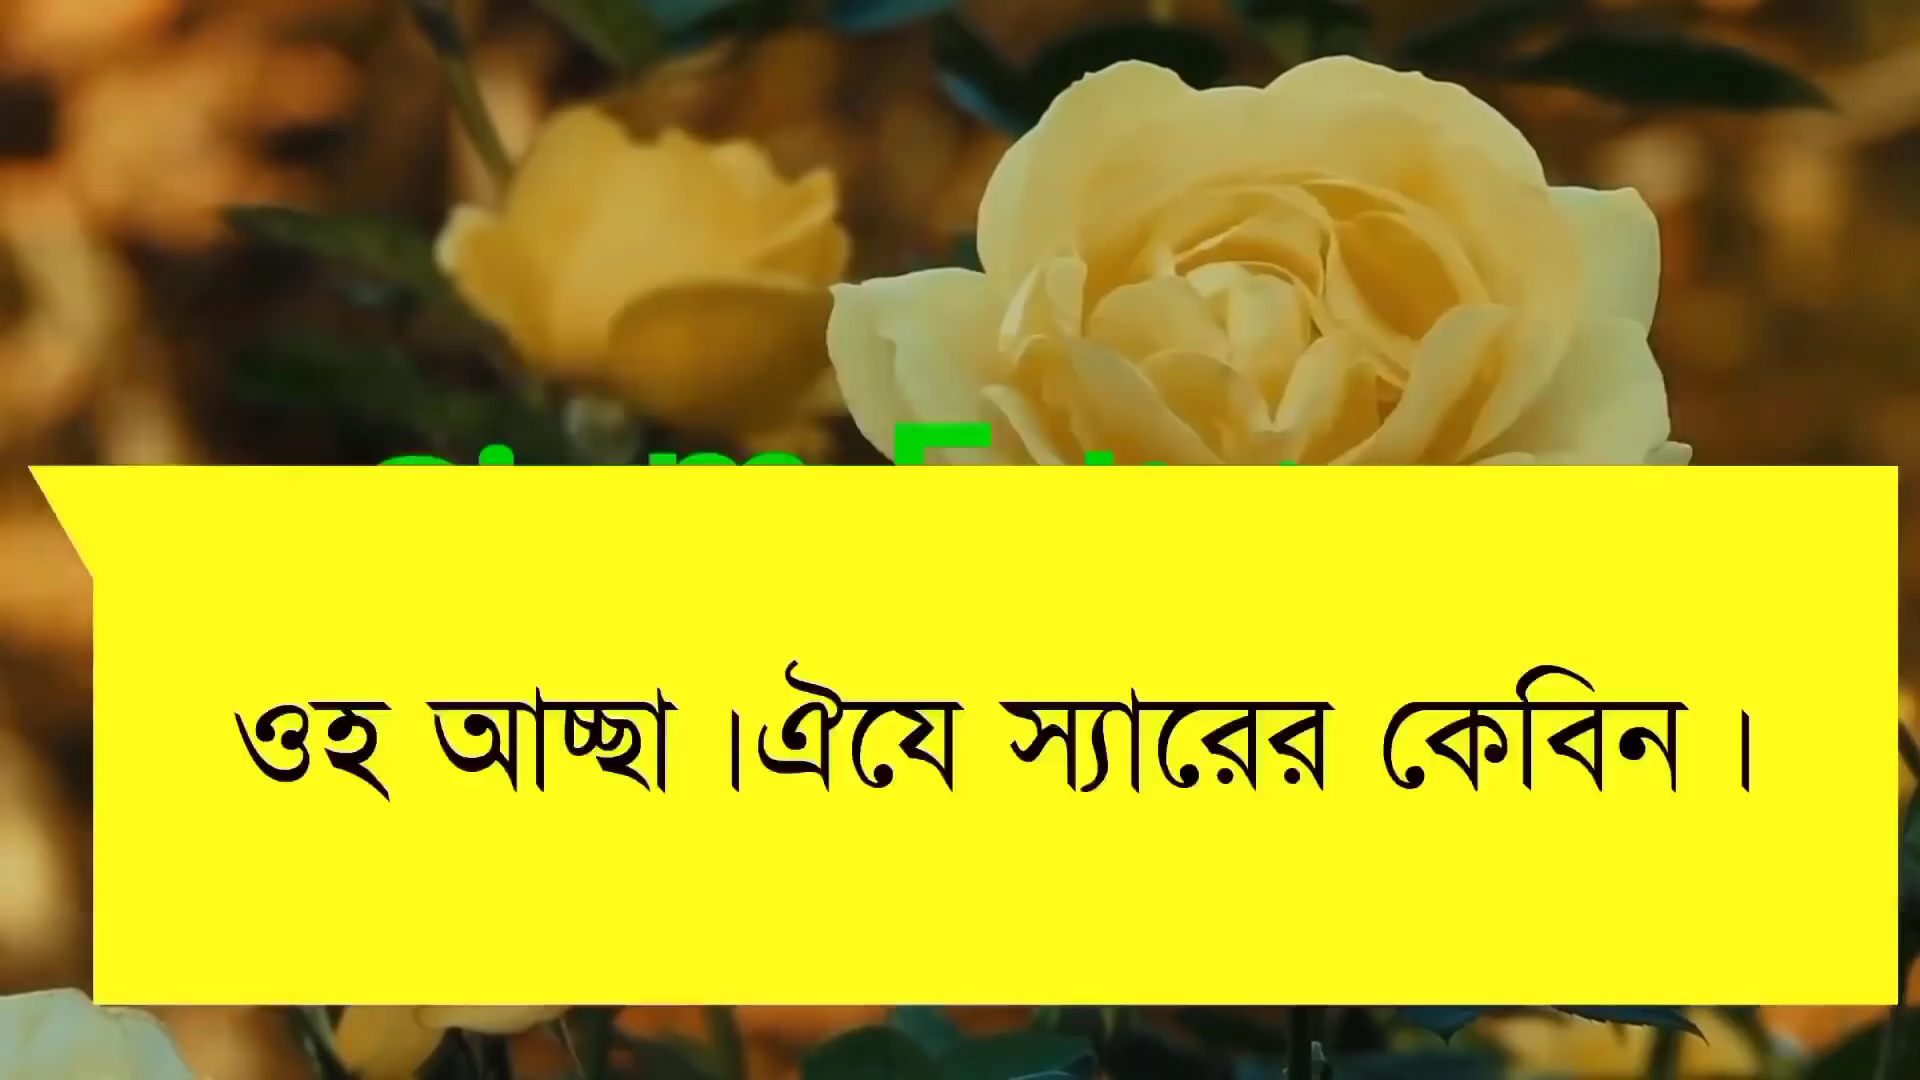 ওহ আচ্ছা ।ঐযে স্যারের কেবিন ।